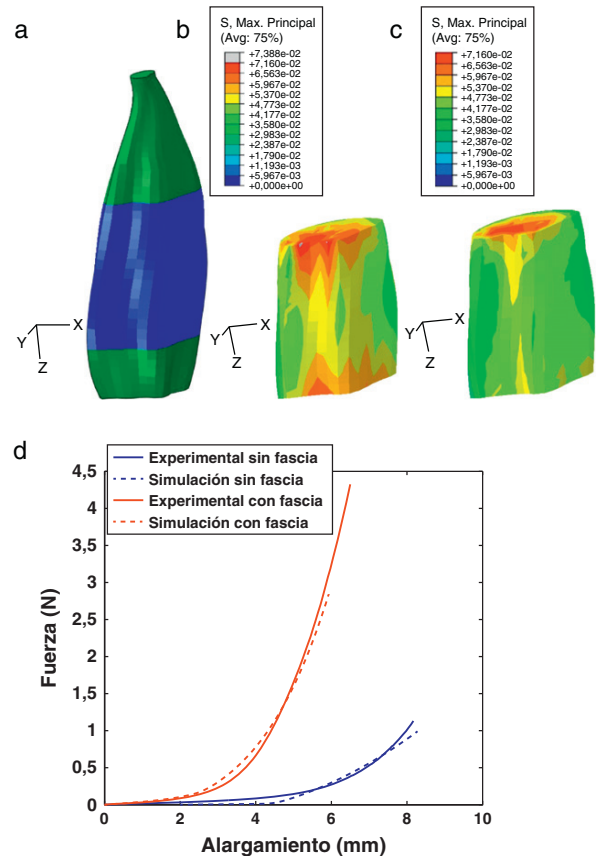 a
b
c
S, Max. Principal
(Avg: 75%)
+7,388e-02
+7,160e-02
+6,563e-02
+5,967e-02
+5,370e-02
+4,773e-02
+4,177e-02
+3,580e-02
+2,983e-02
+2,387e-02
+1,790e-02
+1,193e-03
+5,967e-03
+0,000e+00
S, Max. Principal
(Avg: 75%)
+7,160e-02
+6,563e-02
+5,967e-02
+5,370e-02
+4,773e-02
+4,177e-02
+3,580e-02
+2,983e-02
+2,387e-02
+1,790e-02
+1,193e-03
+5,967e-03
+0,000e+00
X
Y
Z
X
Y
Z
X
Y
Z
d
Experimental sin fascia
Simulación sin fascia
Experimental con fascia
Simulación con fascia
4,5
4
3,5
3
2,5
2
1,5
1
0,5
0
Fuerza (N)
0 2 4 6 8 10
Alargamiento (mm)